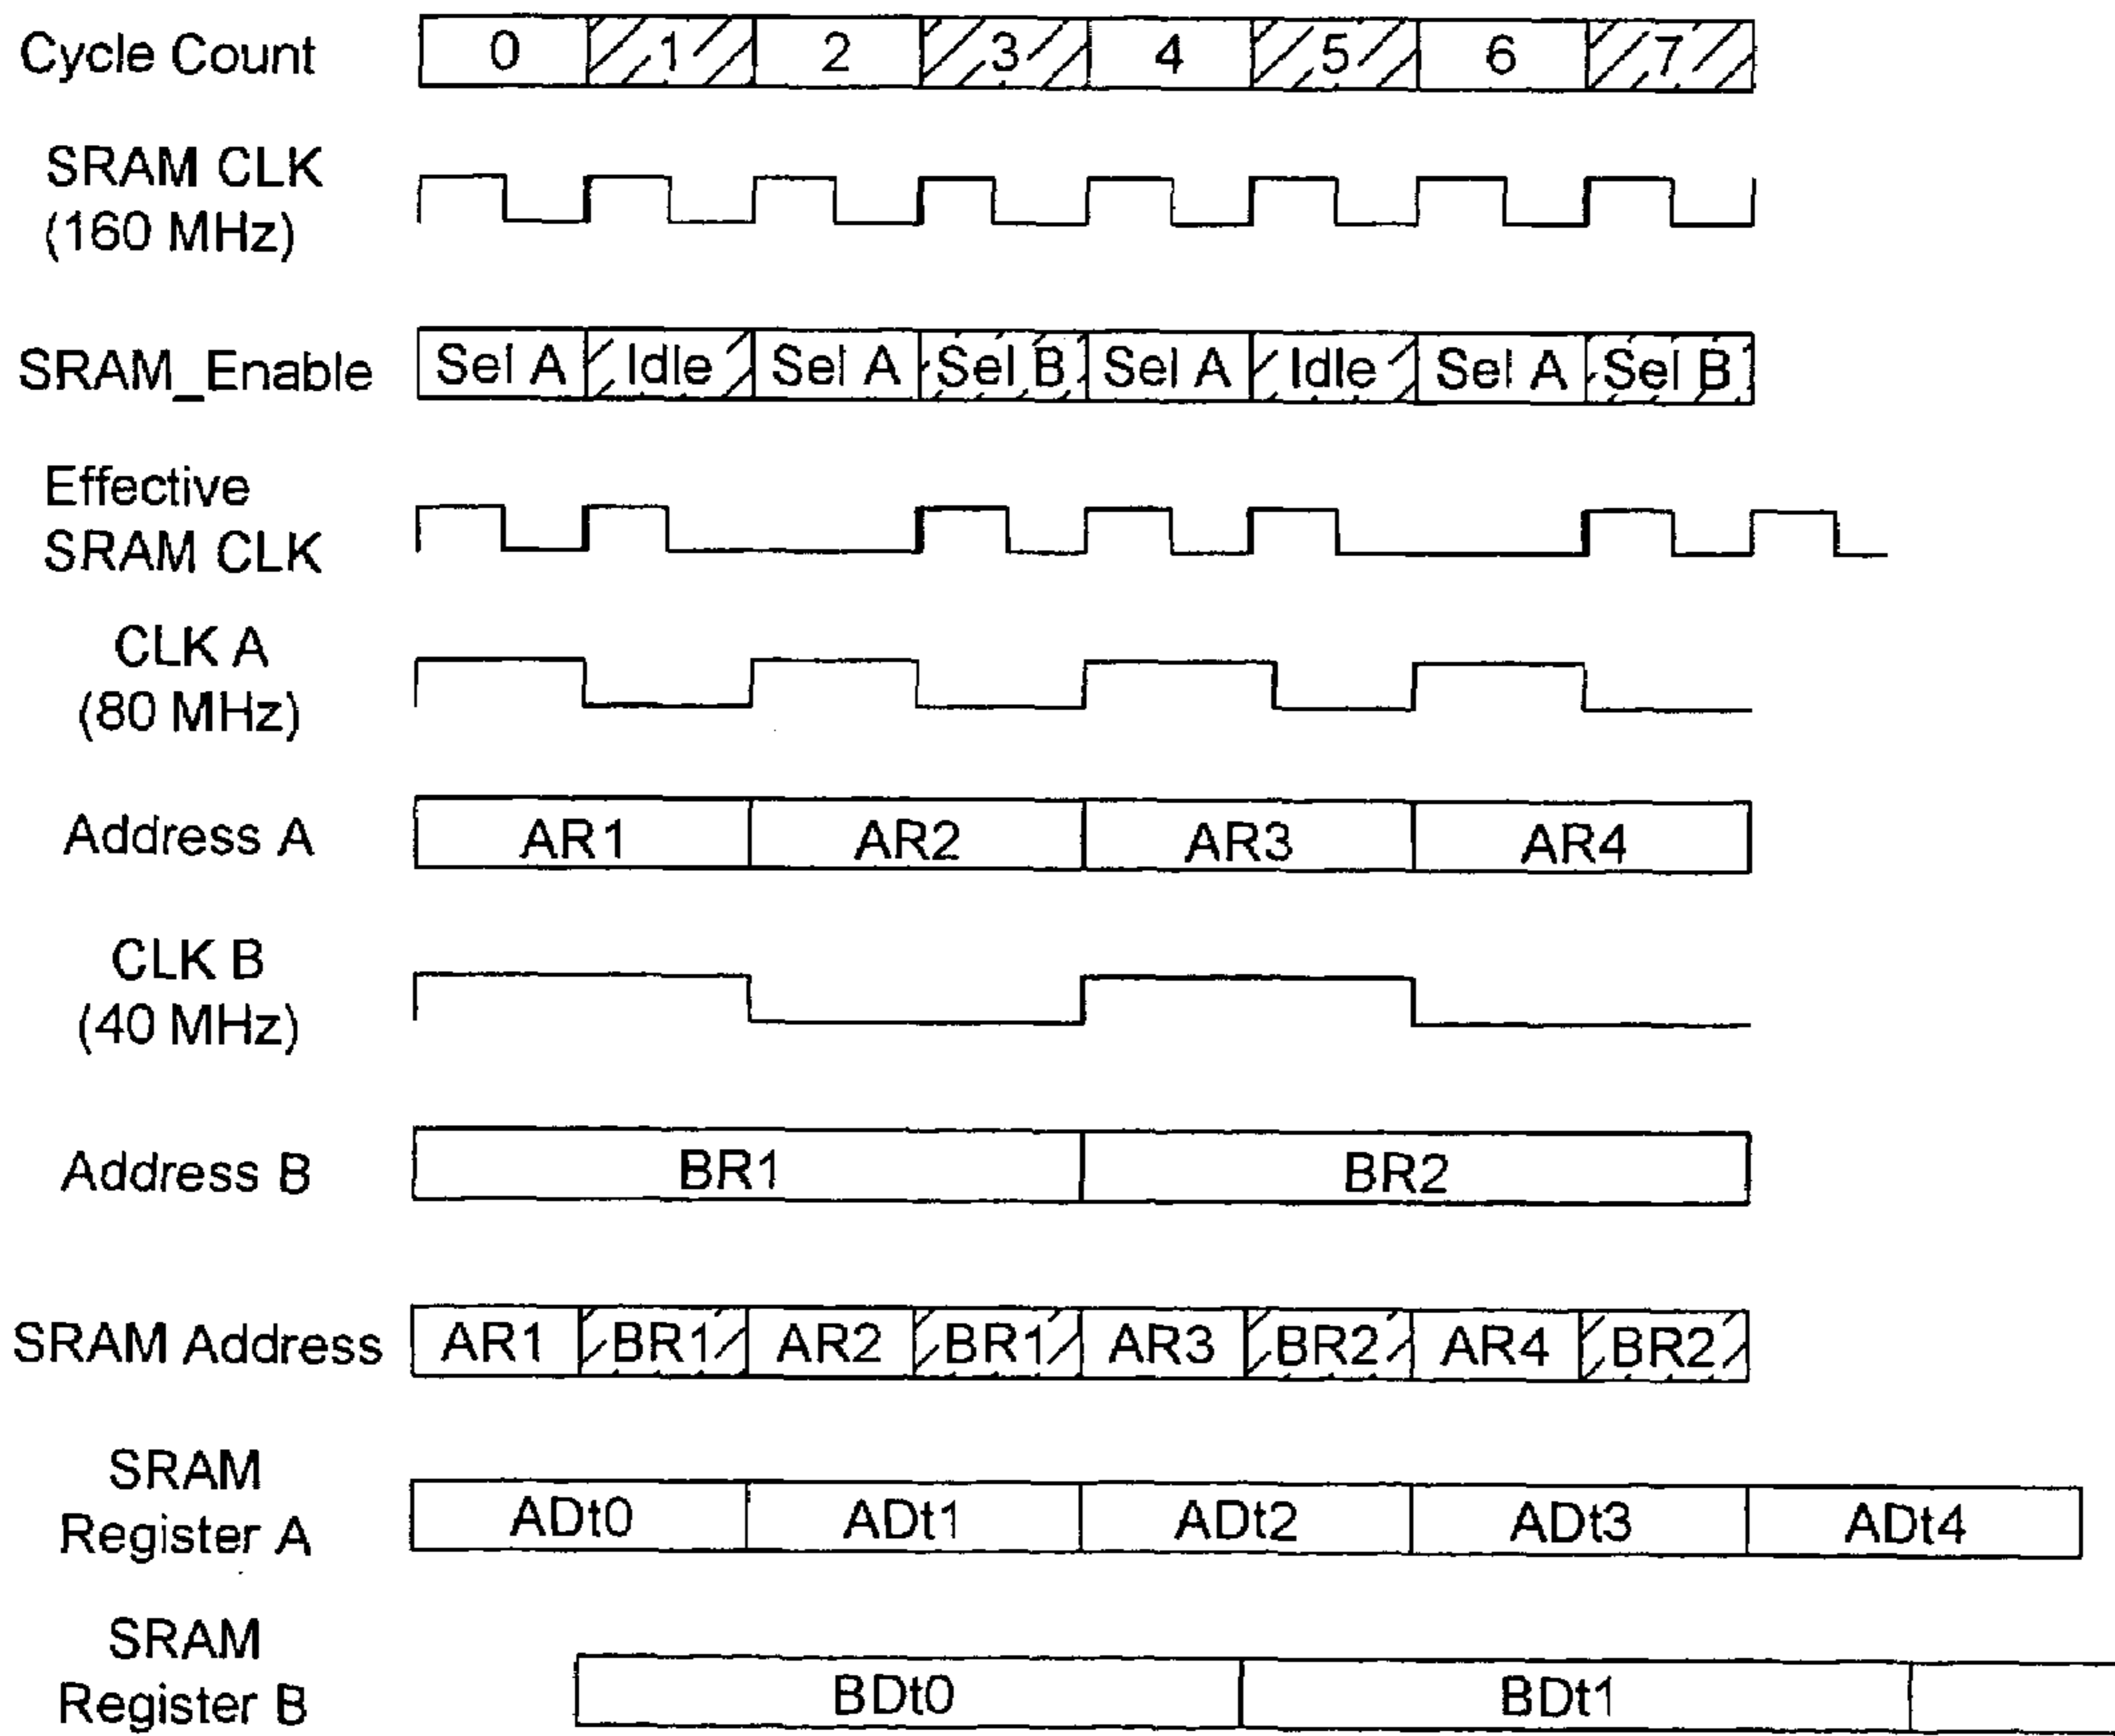 Cycle Count 0 1 2 3 4 5 6 7
SRAM CLK
(160 MHz)
SRAM_Enable Sel A Idle Sel A Sel B Sel A Idle Sel A Sel B
Effective
SRAM CLK
CLK A
(80 MHz)
Address A AR1 AR2 AR3 AR4
CLK B
(40 MHz)
Address B BR1 BR2
SRAM Address AR1 BR1 AR2 BR1 AR3 BR2 AR4 BR2
SRAM
Register A ADt0 ADt1 ADt2 ADt3 ADt4
SRAM
Register B BDt0 BDt1